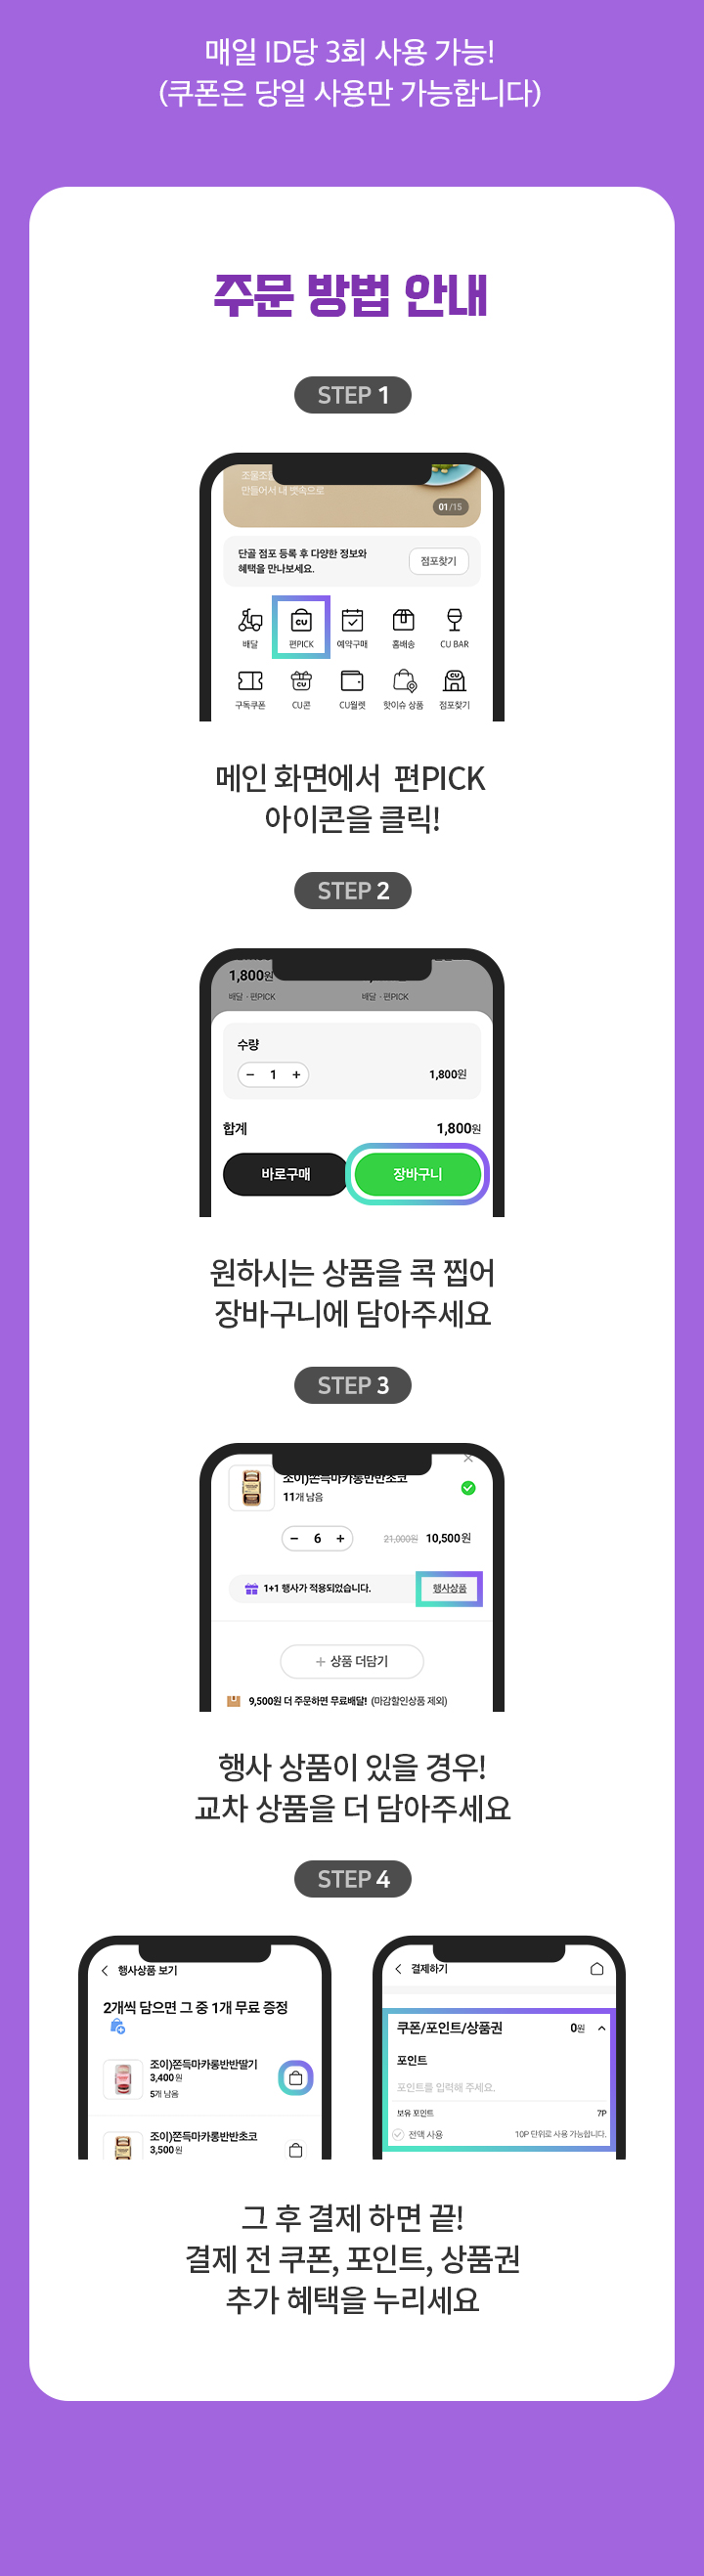 매일 ID당 3회 사용 가능!
(쿠폰은 당일 사용만 가능합니다)
주문 방법 안내
STEP 1
만들어서 내 뱃속으로
01/15
단골 점포 등록 후 다양한 정보와
혜택을 만나보세요.
점포찾기
CU
배달 편PICK 예약구매 홈배송 CU BAR
CU CU
구독쿠폰 CU콘 CU월렛 핫이슈 상품 점포찾기
메인 화면에서 편PICK
아이콘을 클릭!
STEP 2
1,800원
배달 · 편PICK 배달 · 편PICK
수량
− 1 + 1,800원
합계 1,800원
바로구매 장바구니
원하시는 상품을 콕 찝어
장바구니에 담아주세요
STEP 3
조이)쫀득마카롱반반초코
11개 남음
− 6 + 21,000원 10,500원
1+1 행사가 적용되었습니다. 행사상품
+ 상품 더담기
9,500원 더 주문하면 무료배달! (마감할인상품 제외)
행사 상품이 있을 경우!
교차 상품을 더 담아주세요
STEP 4
행사상품 보기
2개씩 담으면 그 중 1개 무료 증정
조이)쫀득마카롱반반딸기
3,400원
5개 남음
조이)쫀득마카롱반반초코
3,500원
결제하기
쿠폰/포인트/상품권 0원
포인트
포인트를 입력해 주세요.
보유 포인트 7P
전액 사용 10P 단위로 사용 가능합니다.
그 후 결제 하면 끝!
결제 전 쿠폰, 포인트, 상품권
추가 혜택을 누리세요